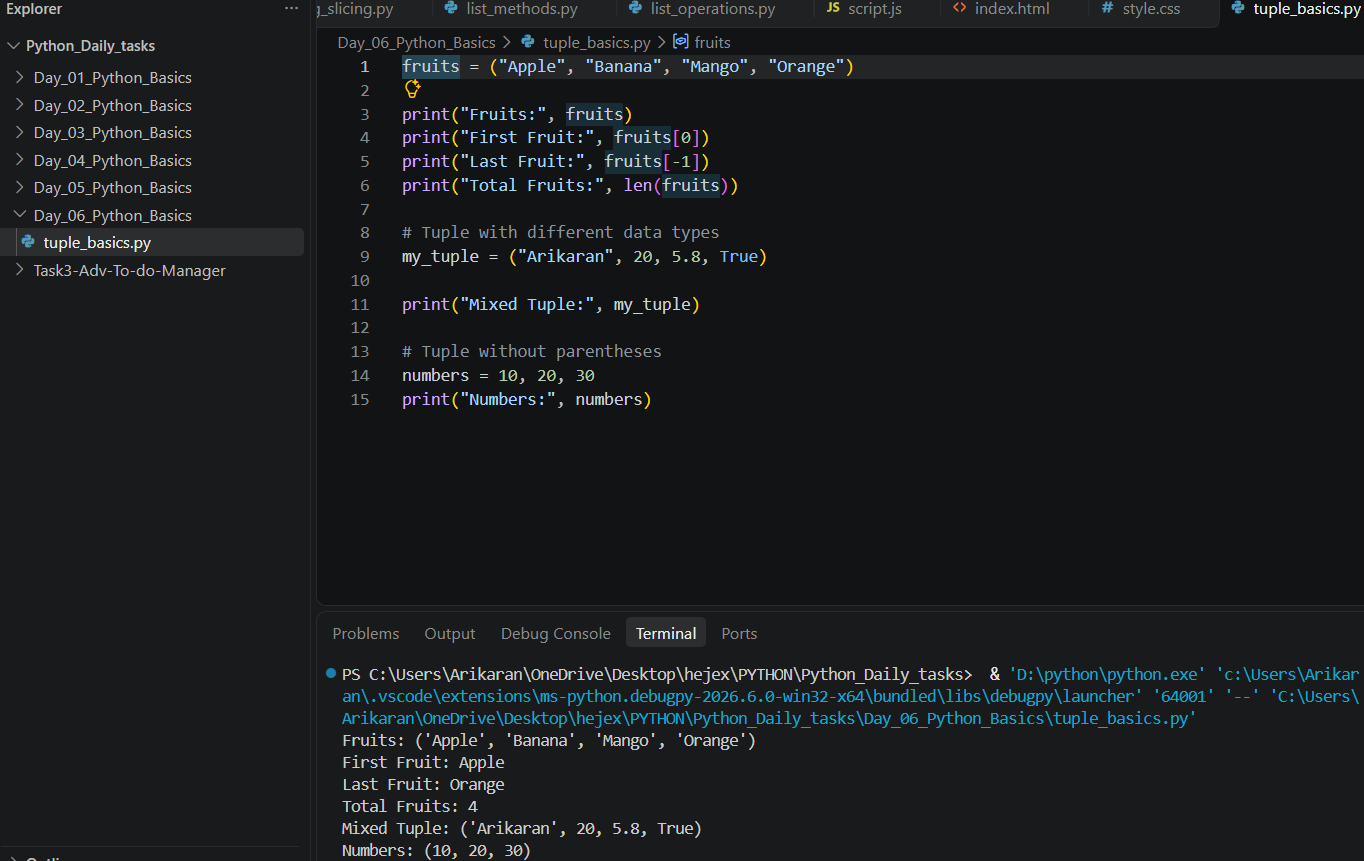 Explorer ···
g_slicing.py list_methods.py list_operations.py JS script.js <> index.html # style.css tuple_basics.py
Python_Daily_tasks
Day_01_Python_Basics
Day_02_Python_Basics
Day_03_Python_Basics
Day_04_Python_Basics
Day_05_Python_Basics
Day_06_Python_Basics
tuple_basics.py
Task3-Adv-To-do-Manager
Day_06_Python_Basics > tuple_basics.py > fruits
1 fruits = ("Apple", "Banana", "Mango", "Orange")
2
3 print("Fruits:", fruits)
4 print("First Fruit:", fruits[0])
5 print("Last Fruit:", fruits[-1])
6 print("Total Fruits:", len(fruits))
7
8 # Tuple with different data types
9 my_tuple = ("Arikaran", 20, 5.8, True)
10
11 print("Mixed Tuple:", my_tuple)
12
13 # Tuple without parentheses
14 numbers = 10, 20, 30
15 print("Numbers:", numbers)
Problems Output Debug Console Terminal Ports
PS C:\Users\Arikaran\OneDrive\Desktop\hejex\PYTHON\Python_Daily_tasks> & 'D:\python\python.exe' 'c:\Users\Arikar
an\.vscode\extensions\ms-python.debugpy-2026.6.0-win32-x64\bundled\libs\debugpy\launcher' '64001' '--' 'C:\Users\
Arikaran\OneDrive\Desktop\hejex\PYTHON\Python_Daily_tasks\Day_06_Python_Basics\tuple_basics.py'
Fruits: ('Apple', 'Banana', 'Mango', 'Orange')
First Fruit: Apple
Last Fruit: Orange
Total Fruits: 4
Mixed Tuple: ('Arikaran', 20, 5.8, True)
Numbers: (10, 20, 30)